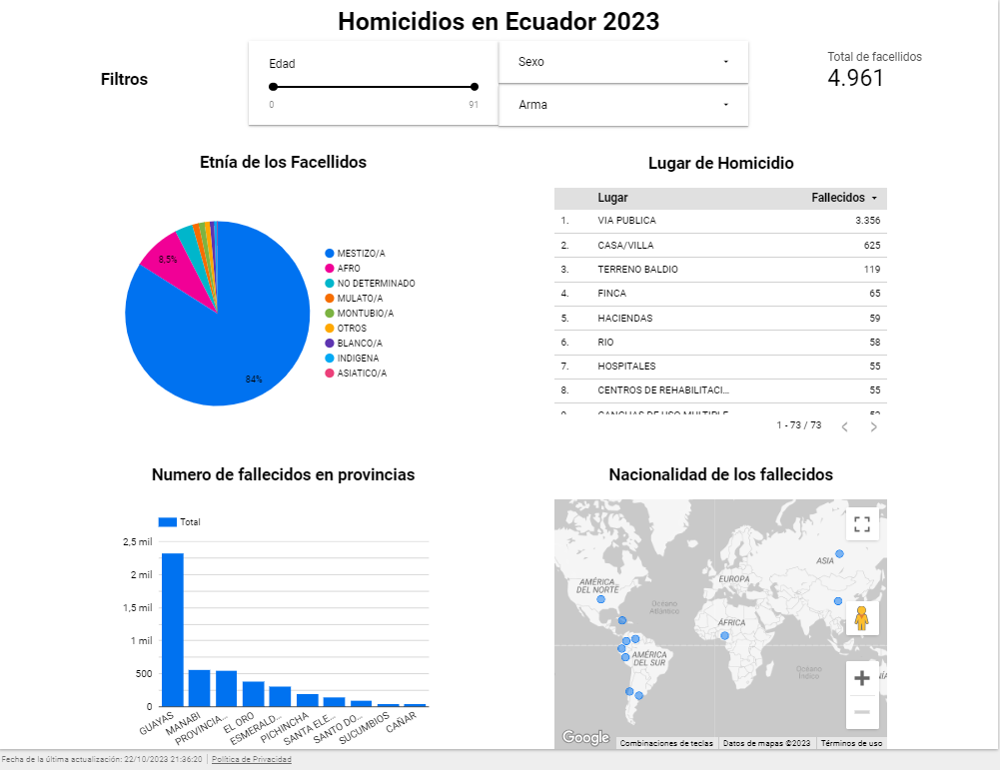 Homicidios en Ecuador 2023
Filtros
Edad
0 91
Sexo
Arma
Total de facellidos
4.961
Etnía de los Facellidos
8,5%
84%
MESTIZO/A
AFRO
NO DETERMINADO
MULATO/A
MONTUBIO/A
OTROS
BLANCO/A
INDIGENA
ASIATICO/A
Lugar de Homicidio
Lugar Fallecidos
1. VIA PUBLICA 3.356
2. CASA/VILLA 625
3. TERRENO BALDIO 119
4. FINCA 65
5. HACIENDAS 59
6. RIO 58
7. HOSPITALES 55
8. CENTROS DE REHABILITACI... 55
CANCHAS DE USO MULTIPLE
1 - 73 / 73
Numero de fallecidos en provincias
Total
2,5 mil
2 mil
1,5 mil
1 mil
500
0
GUAYAS
MANABI
PROVINCIA...
EL ORO
ESMERALD...
PICHINCHA
SANTA ELE...
SANTO DO...
SUCUMBIOS
CAÑAR
Nacionalidad de los fallecidos
ASIA
AMÉRICA
DEL NORTE
EUROPA
Océano
Atlántico
ÁFRICA
AMÉRICA
DEL SUR
Océano
Índico
Google
Combinaciones de teclas
Datos de mapas ©2023
Términos de uso
Fecha de la última actualización: 22/10/2023 21:36:20 | Política de Privacidad